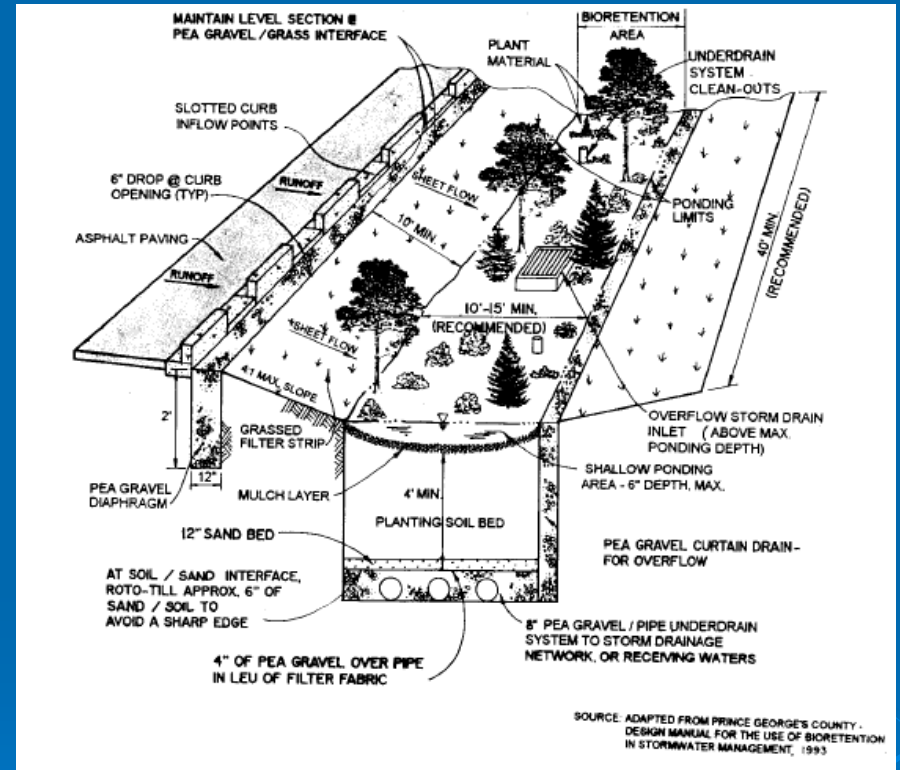 MAINTAIN LEVEL SECTION @
PEA GRAVEL/GRASS INTERFACE
BIORETENTION
AREA
PLANT
MATERIAL
UNDERDRAIN
SYSTEM
CLEAN-OUTS
SLOTTED CURB
INFLOW POINTS
6" DROP @ CURB
OPENING (TYP)
RUNOFF
SHEET FLOW
PONDING
LIMITS
10' MIN.
ASPHALT PAVING
RUNOFF
40' MIN.
(RECOMMENDED)
10'-15' MIN.
(RECOMMENDED)
SHEET FLOW
4:1 MAX. SLOPE
2'
GRASSED
FILTER STRIP
OVERFLOW STORM DRAIN
INLET (ABOVE MAX.
PONDING DEPTH)
12"
PEA GRAVEL
DIAPHRAGM
MULCH LAYER
4' MIN.
SHALLOW PONDING
AREA - 6" DEPTH, MAX.
PLANTING SOIL BED
12" SAND BED
PEA GRAVEL CURTAIN DRAIN-
FOR OVERFLOW
AT SOIL / SAND INTERFACE,
ROTO-TILL APPROX. 6" OF
SAND / SOIL TO
AVOID A SHARP EDGE
8" PEA GRAVEL / PIPE UNDERDRAIN
SYSTEM TO STORM DRAINAGE
NETWORK, OR RECEIVING WATERS
4" OF PEA GRAVEL OVER PIPE
IN LEU OF FILTER FABRIC
SOURCE: ADAPTED FROM PRINCE GEORGE'S COUNTY -
DESIGN MANUAL FOR THE USE OF BIORETENTION
IN STORMWATER MANAGEMENT, 1993